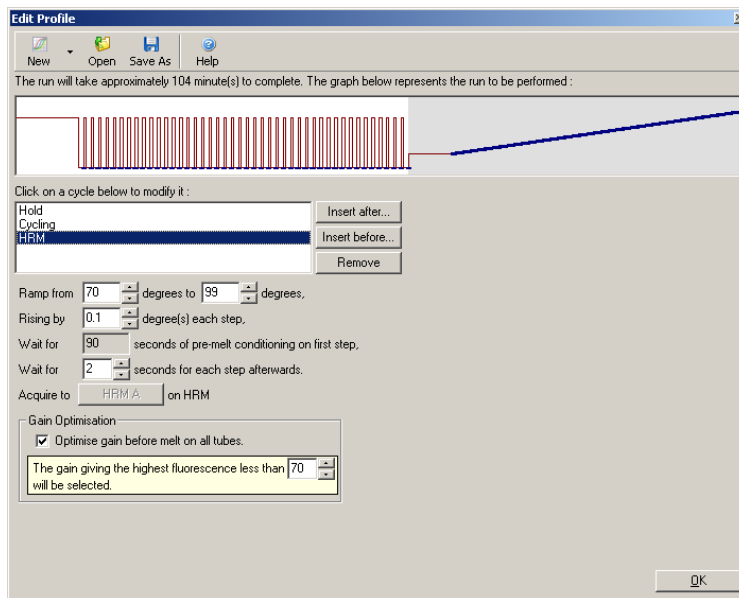 Edit Profile
New Open Save As Help
The run will take approximately 104 minute(s) to complete. The graph below represents the run to be performed :
Click on a cycle below to modify it :
Hold
Cycling
HRM
Insert after...
Insert before...
Remove
Ramp from 70 degrees to 99 degrees,
Rising by 0.1 degree(s) each step,
Wait for 90 seconds of pre-melt conditioning on first step,
Wait for 2 seconds for each step afterwards.
Acquire to HRM A on HRM
Gain Optimisation
Optimise gain before melt on all tubes.
The gain giving the highest fluorescence less than 70
will be selected.
OK